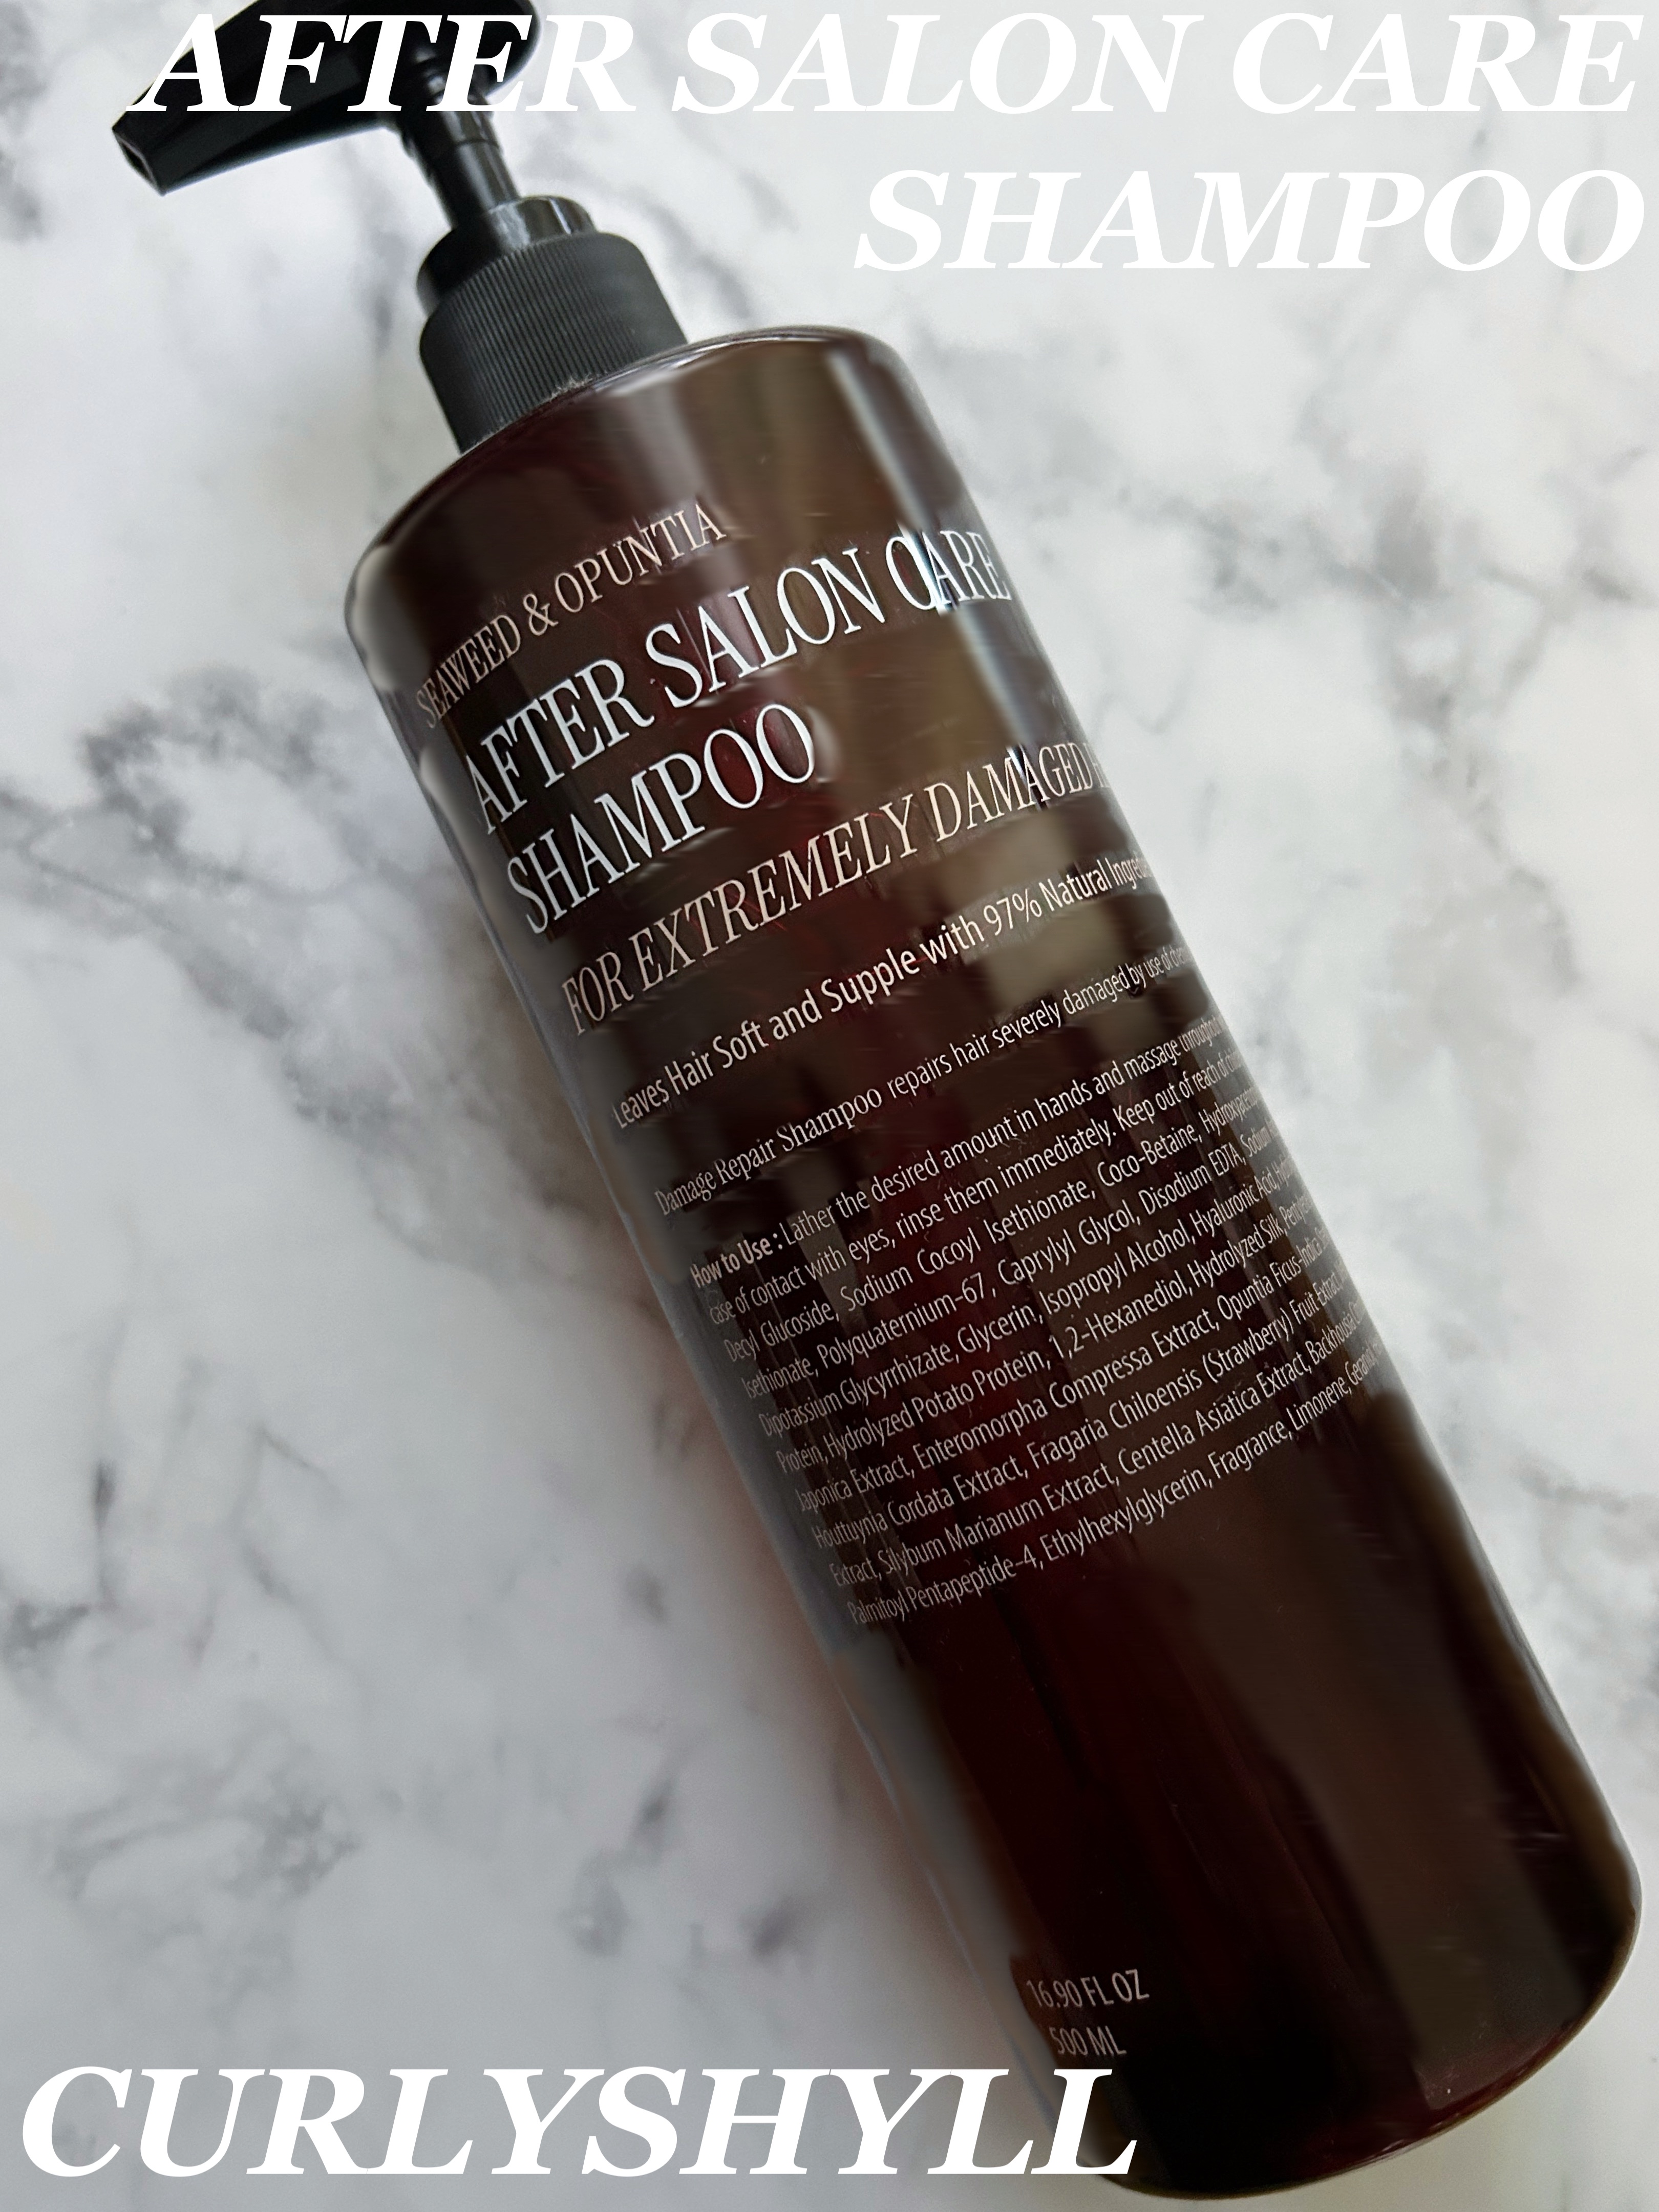 AFTER SALON CARE
SHAMPOO
SEAWEED & OPUNTIA
AFTER SALON CARE
SHAMPOO
FOR EXTREMELY DAMAGED
Leaves Hair Soft and Supple with 97% Natural
Damage Repair Shampoo repairs hair severely damaged by use of
How to Use : Lather the desired amount in hands and massage throughout
case of contact with eyes, rinse them immediately. Keep out of reach of
Decyl Glucoside, Sodium Cocoyl Isethionate, Coco-Betaine,
Isethionate, Polyquaternium-67, Caprylyl Glycol, Disodium EDTA, Sodium
Dipotassium Glycyrrhizate, Glycerin, Isopropyl Alcohol, Hyaluronic Acid,
Protein, Hydrolyzed Potato Protein, 1,2-Hexanediol, Hydrolyzed Silk,
Japonica Extract, Enteromorpha Compressa Extract, Opuntia Ficus-Indica
Houttuynia Cordata Extract, Fragaria Chiloensis (Strawberry) Fruit Extract,
Extract, Silybum Marianum Extract, Centella Asiatica Extract, Backhousia
Palmitoyl Pentapeptide-4, Ethylhexylglycerin, Fragrance, Limonene, Geraniol,
16.90 FL OZ
500 ML
CURLYSHYLL